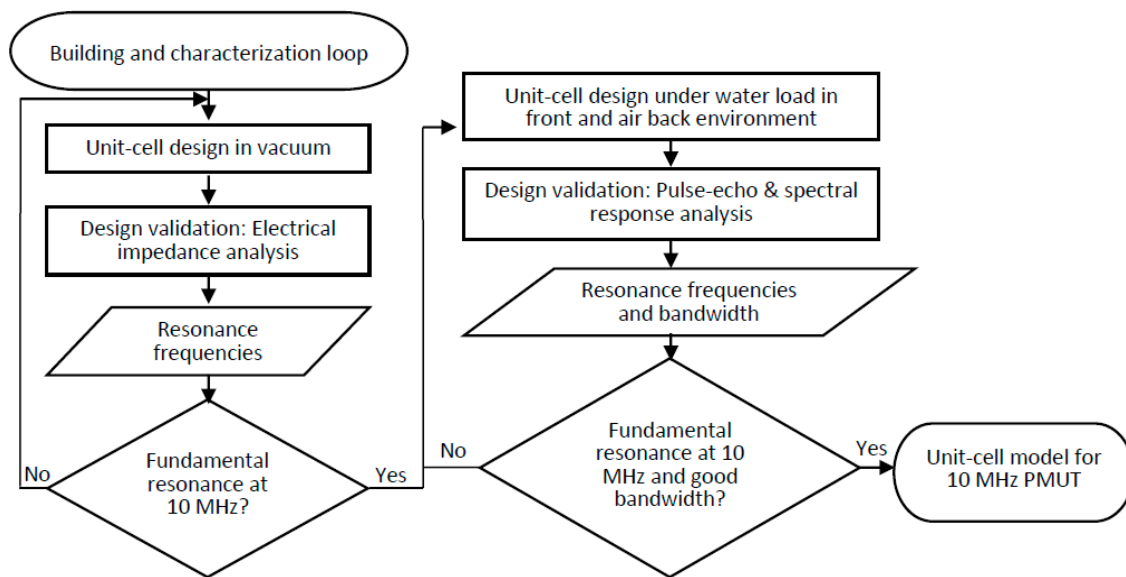 Building and characterization loop
Unit-cell design in vacuum
Design validation: Electrical
impedance analysis
Resonance
frequencies
Fundamental
resonance at
10 MHz?
No
Yes
Unit-cell design under water load in
front and air back environment
Design validation: Pulse-echo & spectral
response analysis
Resonance frequencies
and bandwidth
Fundamental
resonance at 10
MHz and good
bandwidth?
No
Yes
Unit-cell model for
10 MHz PMUT